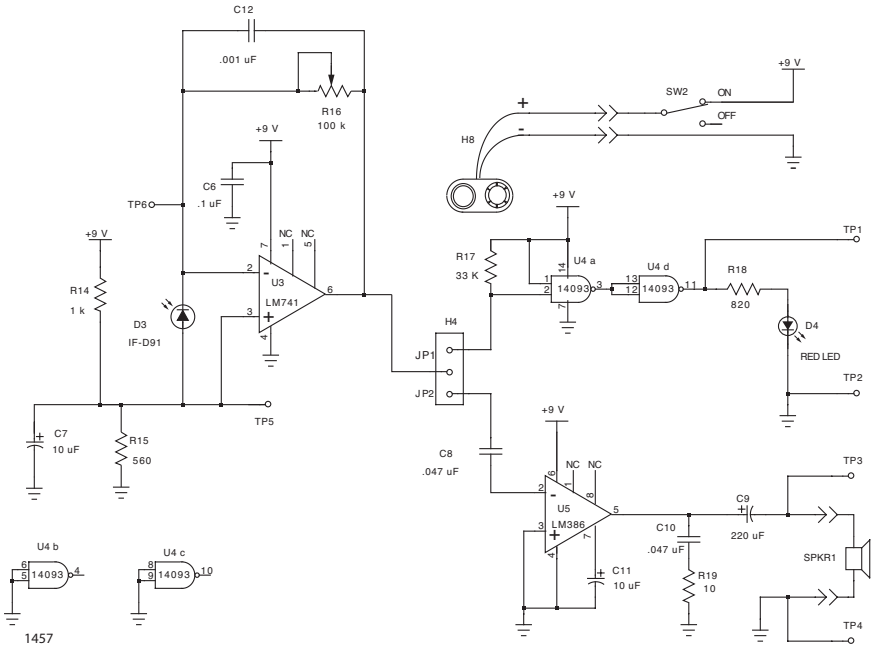 C12
.001 uF
R16
100 k
+9 V
C6
.1 uF
TP6
+9 V
R14
1 k
D3
IF-D91
NC
NC
7
1
5
2
-
U3
LM741
6
3
+
4
TP5
C7
+
10 uF
R15
560
H8
+
-
SW2
ON
OFF
+9 V
+9 V
R17
33 K
U4 a
14
1
2
14093
3
7
U4 d
13
12
14093
11
R18
820
TP1
D4
RED LED
TP2
H4
JP1
JP2
C8
.047 uF
+9 V
NC
NC
6
1
8
2
-
U5
LM386
5
3
+
4
7
C11
+
10 uF
C10
.047 uF
R19
10
C9
+
220 uF
TP3
SPKR1
TP4
U4 b
6
5
14093
4
U4 c
8
9
14093
10
1457